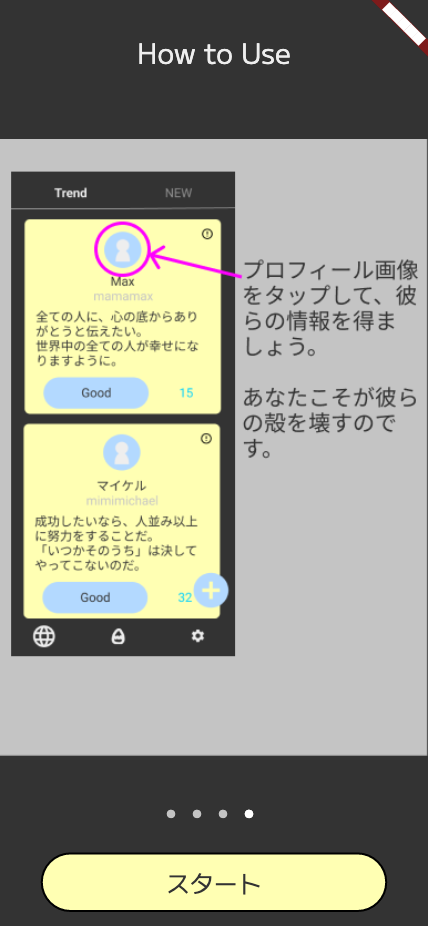 How to Use
Trend
NEW
Max
mamamax
全ての人に、心の底からあり
がとうと伝えたい。
世界中の全ての人が幸せにな
りますように。
Good
15
マイケル
mimimichael
成功したいなら、人並み以上
に努力をすることだ。
「いつかそのうち」は決して
やってこないのだ。
Good
32
プロフィール画像
をタップして、彼
らの情報を得ま
しょう。
あなたこそが彼ら
の殻を壊すので
す。
スタート